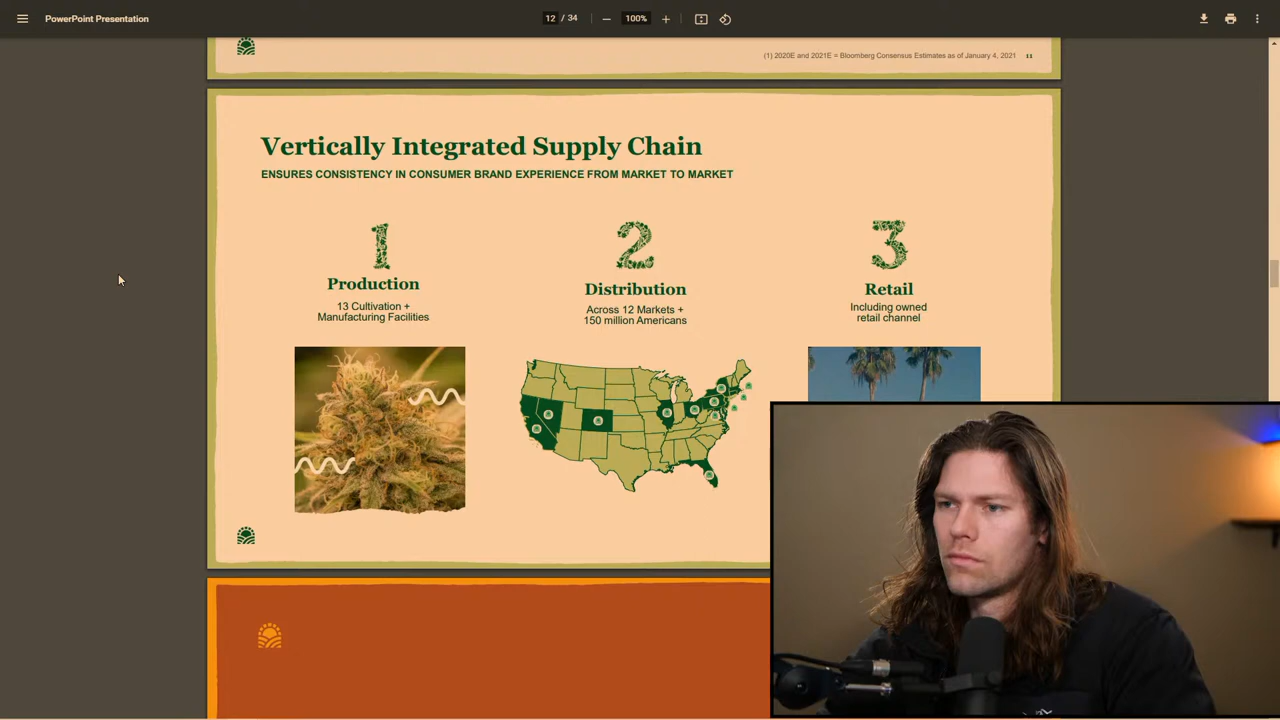 PowerPoint Presentation
12 / 34
100%
(1) 2020E and 2021E = Bloomberg Consensus Estimates as of January 4, 2021 11
Vertically Integrated Supply Chain
ENSURES CONSISTENCY IN CONSUMER BRAND EXPERIENCE FROM MARKET TO MARKET
1
Production
13 Cultivation +
Manufacturing Facilities
2
Distribution
Across 12 Markets +
150 million Americans
3
Retail
Including owned
retail channel